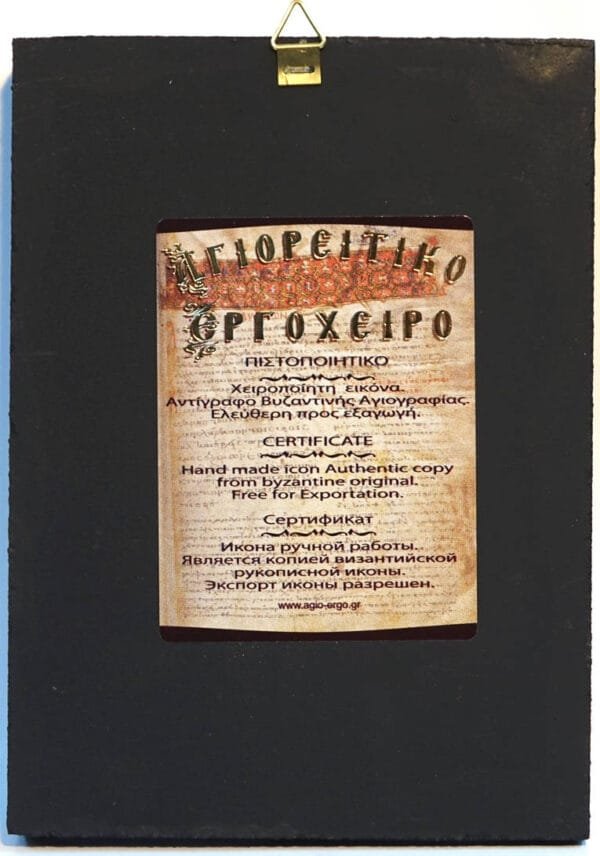 ΑΓΙΟΡΕΙΤΙΚΟ
ΕΡΓΟΧΕΙΡΟ
ΠΙΣΤΟΠΟΙΗΤΙΚΟ
Χειροποίητη εικόνα.
Αντίγραφο Βυζαντινής Αγιογραφίας.
Ελεύθερη προς εξαγωγή.
CERTIFICATE
Hand made icon Authentic copy
from byzantine original.
Free for Exportation.
Сертификат
Икона ручной работы.
Является копией византийской
рукописной иконы.
Экспорт иконы разрешен.
www.agio-ergo.gr